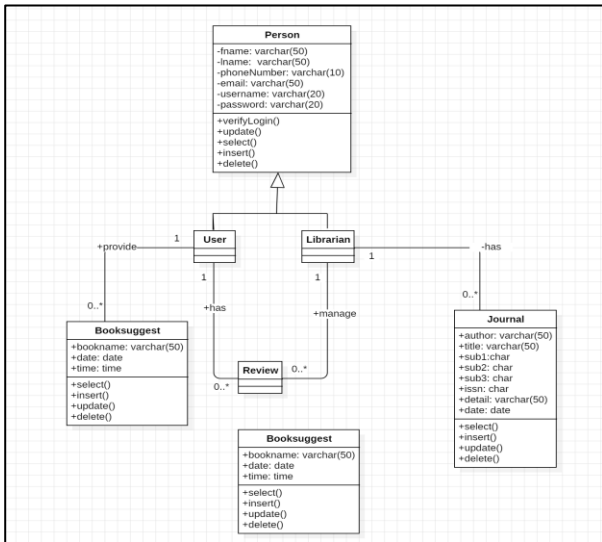 Person
-fname: varchar(50)
-lname: varchar(50)
-phoneNumber: varchar(10)
-email: varchar(50)
-username: varchar(20)
-password: varchar(20)
+verifyLogin()
+update()
+select()
+insert()
+delete()
+provide
1
User
Librarian
1
-has
1
1
+has
+manage
0..*
0..*
Booksuggest
+bookname: varchar(50)
+date: date
+time: time
+select()
+insert()
+update()
+delete()
Review
0..*
0..*
Journal
+author: varchar(50)
+title: varchar(50)
+sub1:char
+sub2: char
+sub3: char
+issn: char
+detail: varchar(50)
+date: date
+select()
+insert()
+update()
+delete()
Booksuggest
+bookname: varchar(50)
+date: date
+time: time
+select()
+insert()
+update()
+delete()